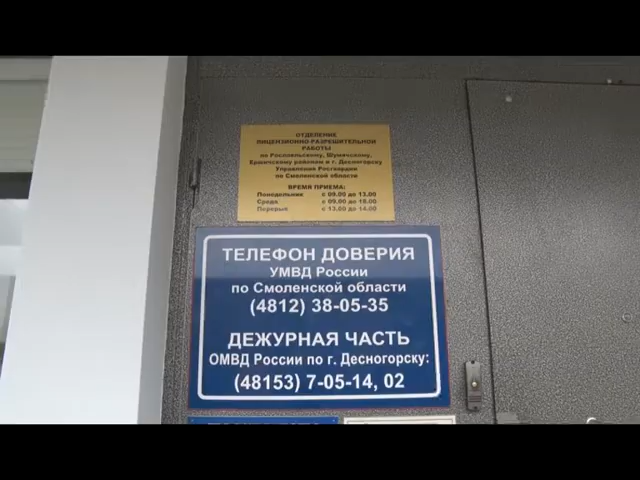 ОТДЕЛЕНИЕ
ЛИЦЕНЗИОННО-РАЗРЕШИТЕЛЬНОЙ
РАБОТЫ
по Рославльскому, Шумячскому,
Ершичскому районам и г. Десногорску
Управления Росгвардии
по Смоленской области
ВРЕМЯ ПРИЕМА:
Понедельник с 09.00 до 13.00
Среда с 09.00 до 18.00
Перерыв с 13.00 до 14.00
ТЕЛЕФОН ДОВЕРИЯ
УМВД России
по Смоленской области
(4812) 38-05-35
ДЕЖУРНАЯ ЧАСТЬ
ОМВД России по г. Десногорску:
(48153) 7-05-14, 02